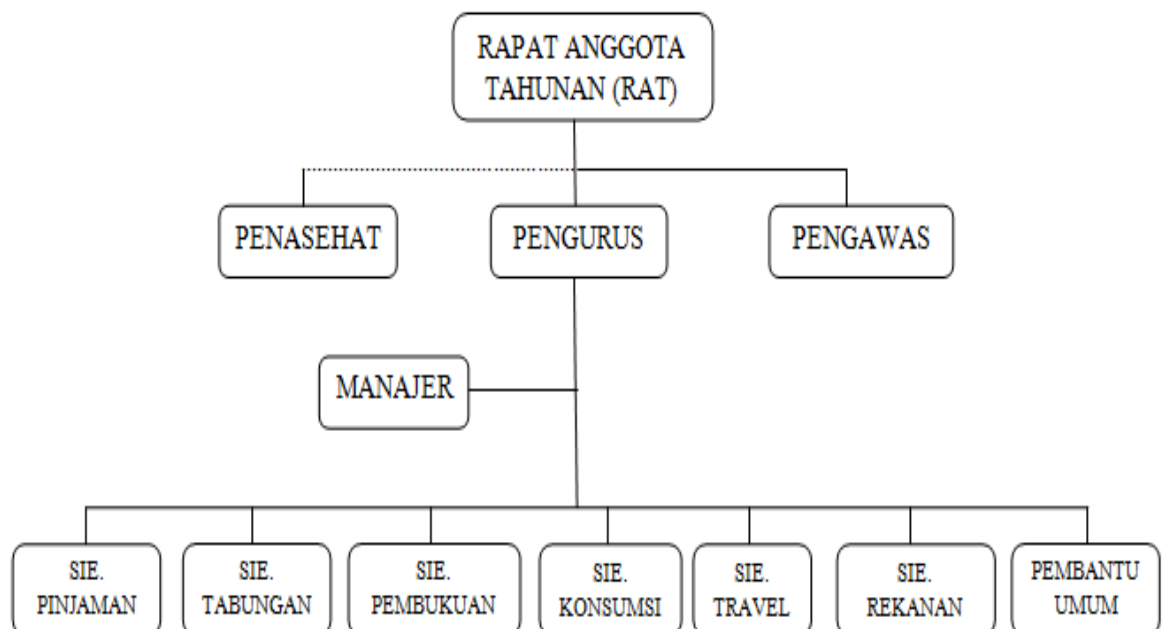 RAPAT ANGGOTA
TAHUNAN (RAT)
PENASEHAT
PENGURUS
PENGAWAS
MANAJER
SIE.
PINJAMAN
SIE.
TABUNGAN
SIE.
PEMBUKUAN
SIE.
KONSUMSI
SIE.
TRAVEL
SIE.
REKANAN
PEMBANTU
UMUM